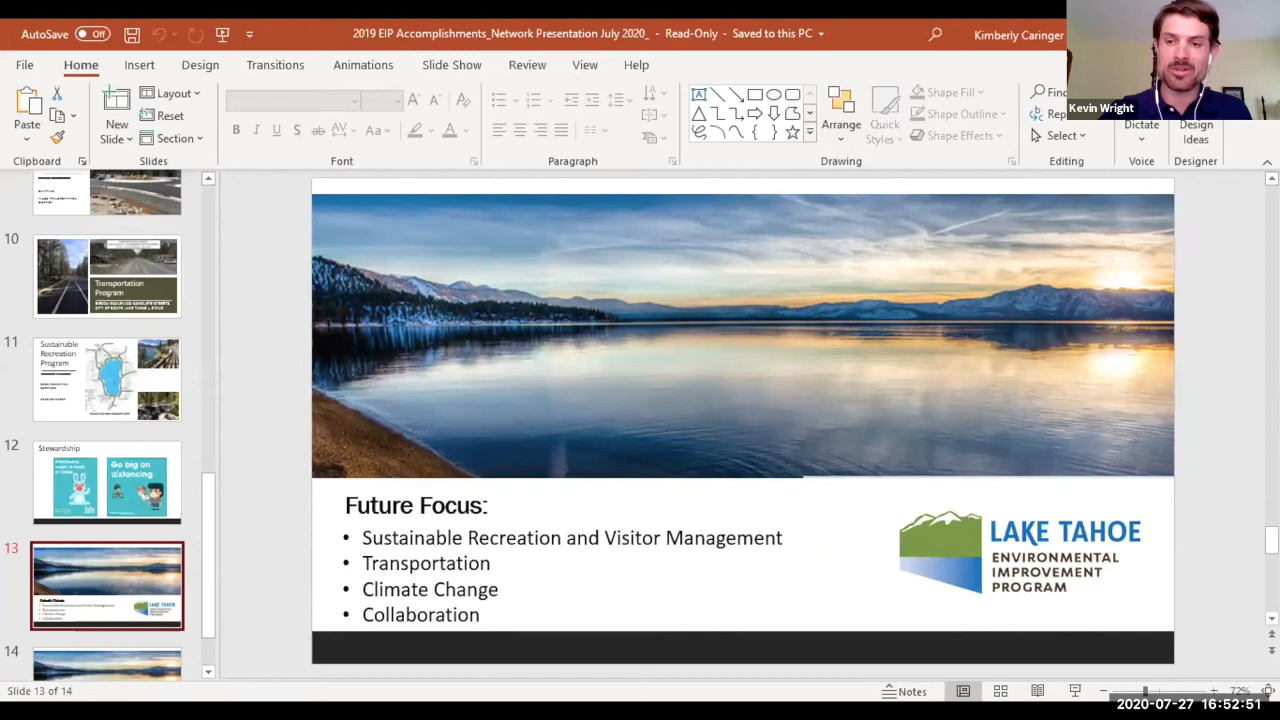 AutoSave Off
2019 EIP Accomplishments_Network Presentation July 2020_ - Read-Only - Saved to this PC
Kimberly Caringer
Kevin Wright
File Home Insert Design Transitions Animations Slide Show Review View Help
Paste
New
Slide
Layout
Reset
Section
B I U S ab AV Aa
A A
Arrange
Quick
Styles
Shape Fill
Shape Outline
Shape Effects
Select
Dictate
Design
Ideas
Clipboard Slides Font Paragraph Drawing Editing Voice Designer
10
Transportation
Program
11
Sustainable
Recreation
Program
12
Stewardship
Go big on
distancing
13
14
Future Focus:
• Sustainable Recreation and Visitor Management
• Transportation
• Climate Change
• Collaboration
LAKE TAHOE
ENVIRONMENTAL
IMPROVEMENT
PROGRAM
Slide 13 of 14
Notes
72%
2020-07-27 16:52:51